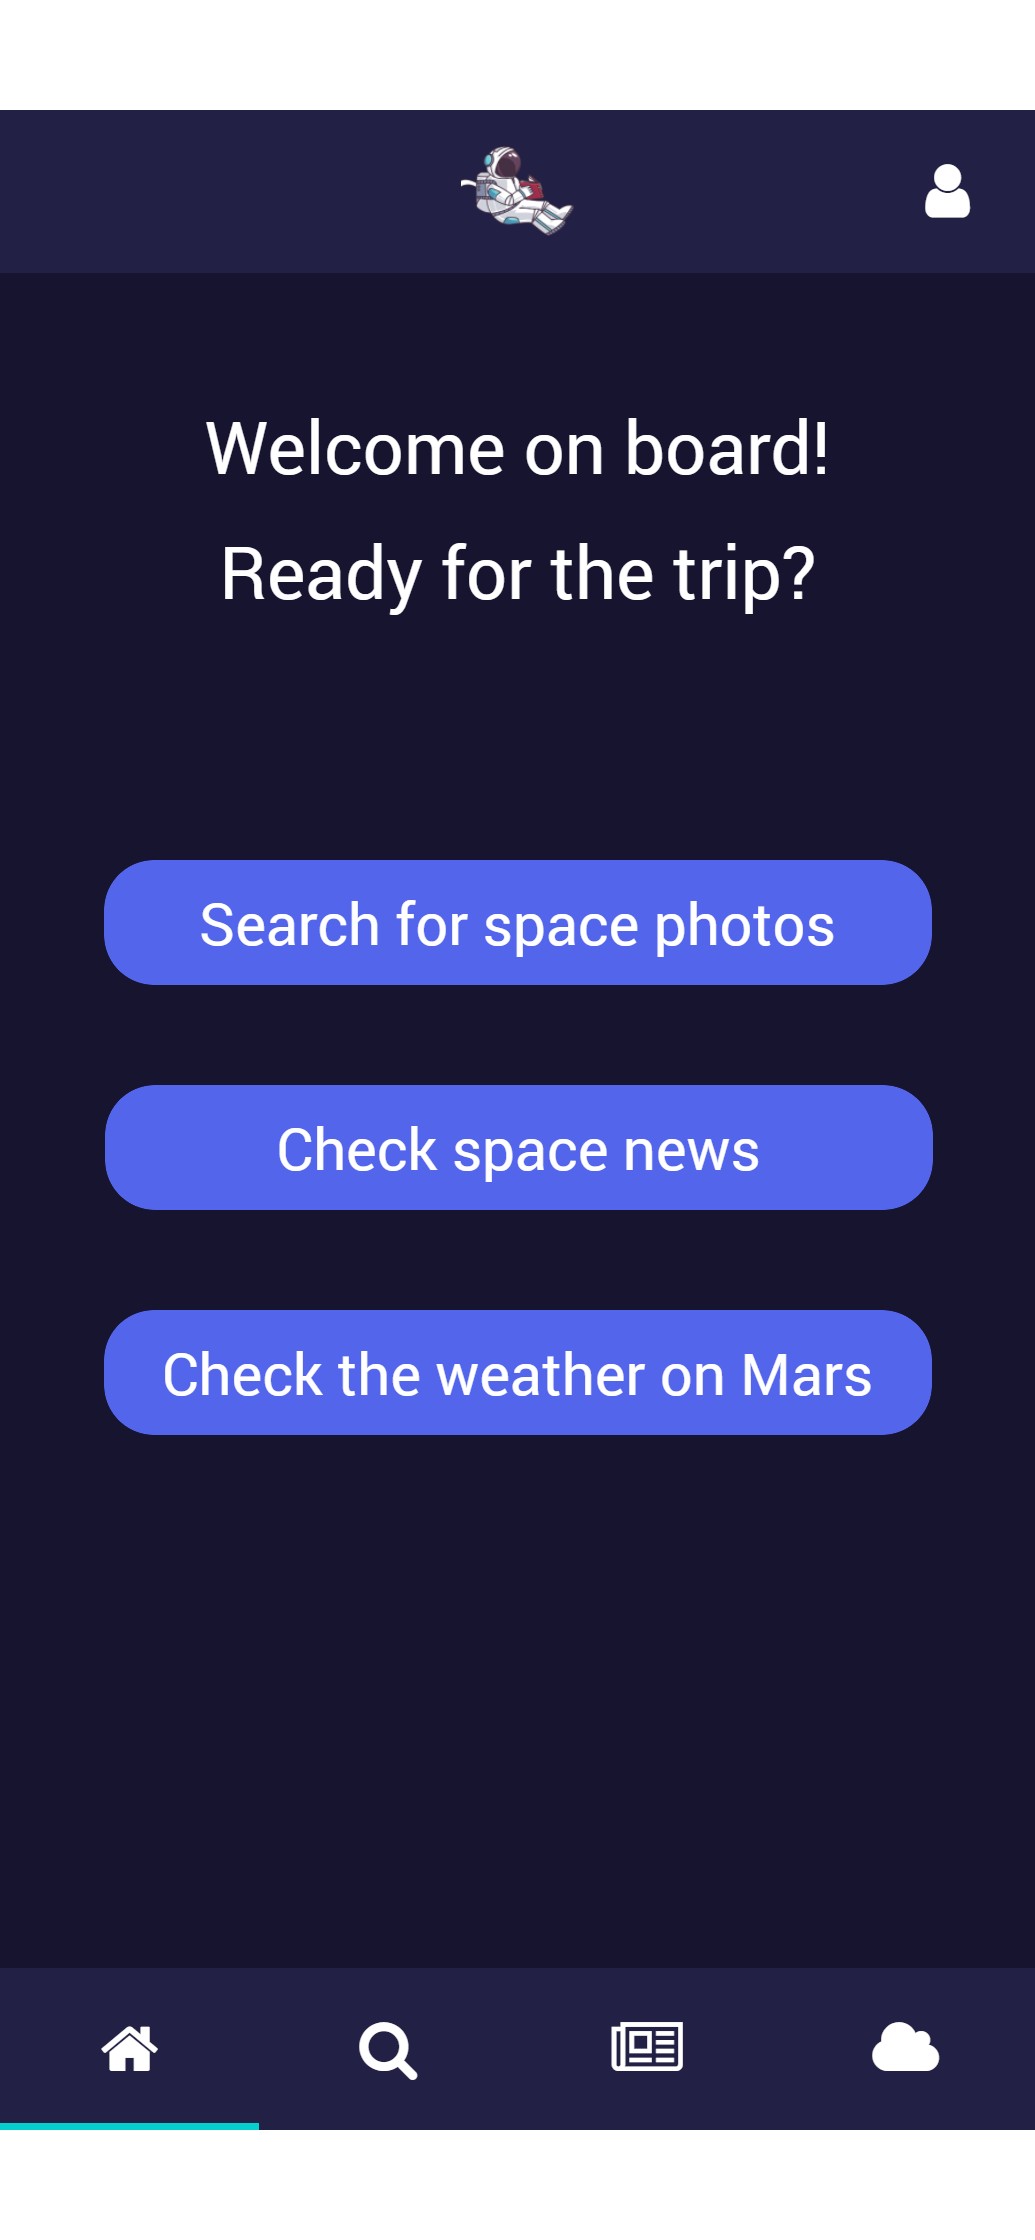 Welcome on board!
Ready for the trip?
Search for space photos
Check space news
Check the weather on Mars